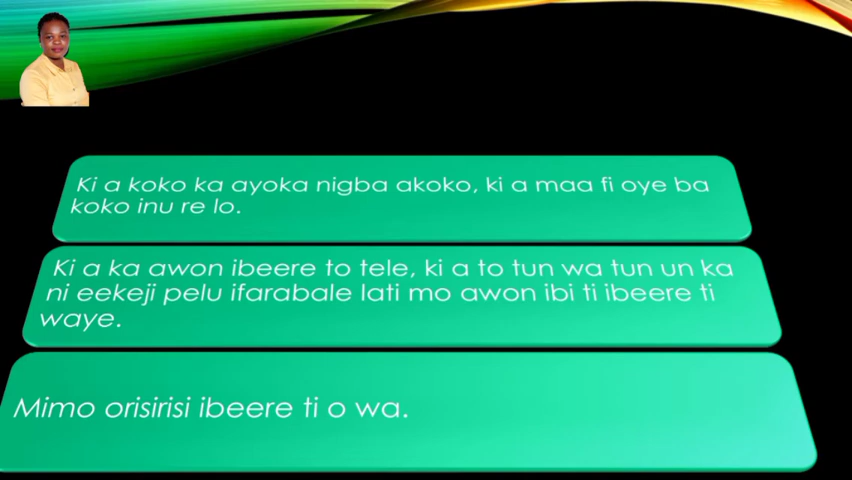 Ki a koko ka ayoka nigba akoko, ki a maa fi oye ba
koko inu re lo.
Ki a ka awon ibeere to tele, ki a to tun wa tun un ka
ni eekeji pelu ifarabale lati mo awon ibi ti ibeere ti
waye.
Mimo orisirisi ibeere ti o wa.